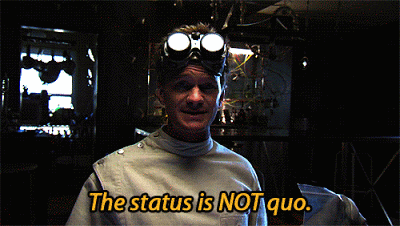 The status is NOT quo.